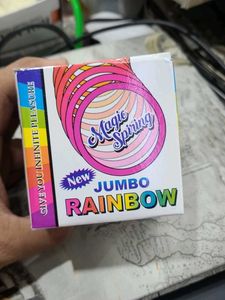 GIVE YOU INFINITE PLEASURE
Magic
Spring
New
JUMBO
RAINBOW